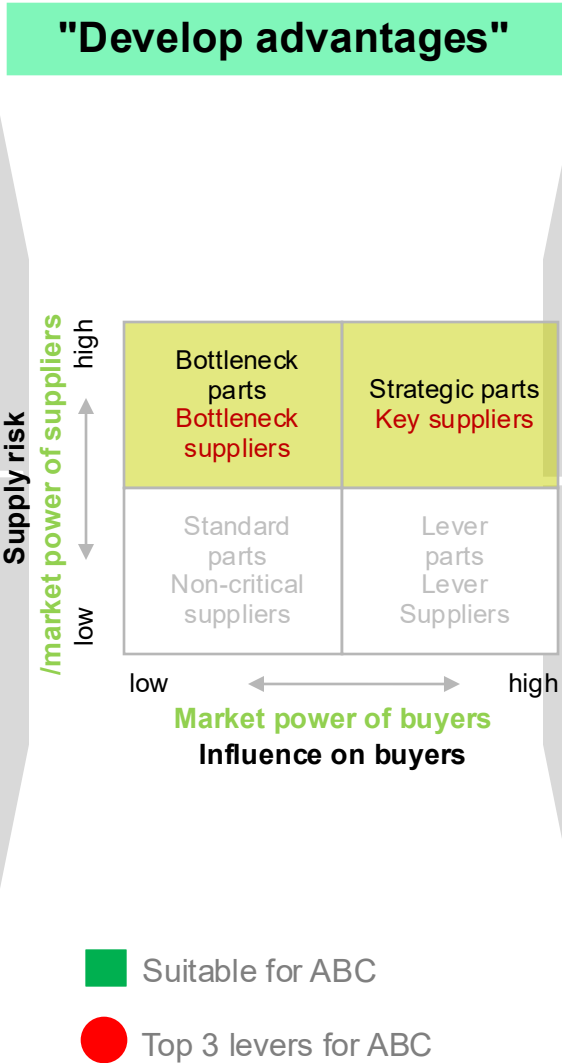 "Develop advantages"
Supply risk
/market power of suppliers
high
low
Bottleneck
parts
Bottleneck
suppliers
Strategic parts
Key suppliers
Standard
parts
Non-critical
suppliers
Lever
parts
Lever
Suppliers
low
high
Market power of buyers
Influence on buyers
Suitable for ABC
Top 3 levers for ABC